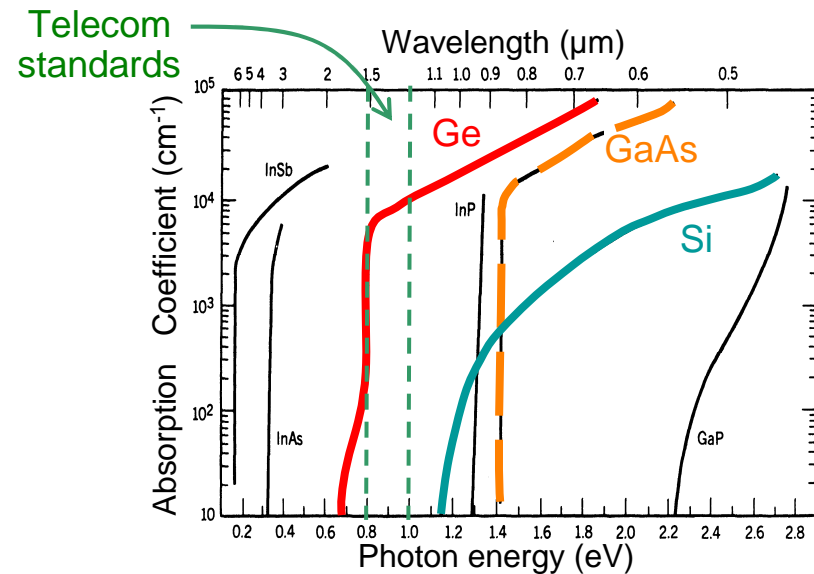 Telecom
standards
Wavelength (µm)
6 5 4 3 2 1.5 1.1 1.0 0.9 0.8 0.7 0.6 0.5
Absorption Coefficient (cm⁻¹)
10⁵
10⁴
10³
10²
10
Ge
GaAs
InSb
InP
Si
InAs
GaP
0.2 0.4 0.6 0.8 1.0 1.2 1.4 1.6 1.8 2.0 2.2 2.4 2.6 2.8
Photon energy (eV)